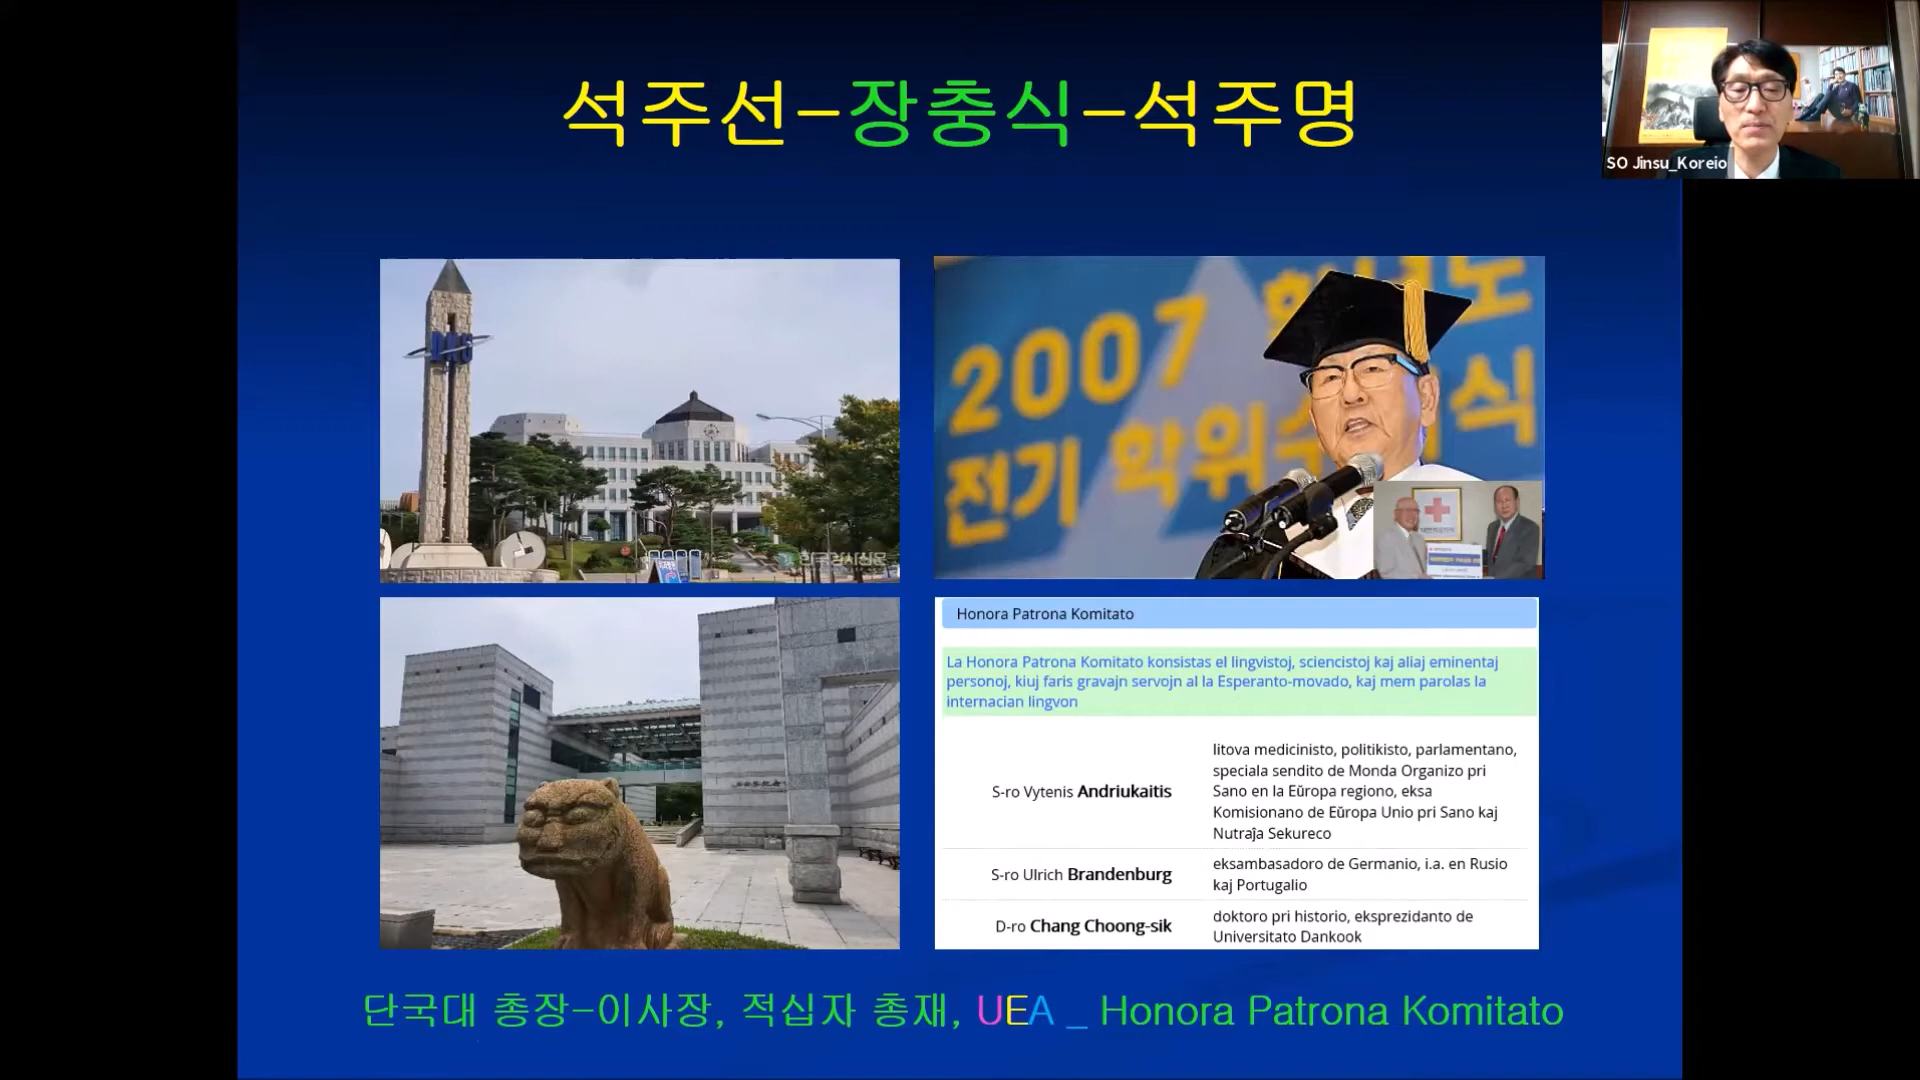 석주선-장충식-석주명
SO Jinsu_Koreio
2007
전기 학위수 식
Honora Patrona Komitato
La Honora Patrona Komitato konsistas el lingvistoj, sciencistoj kaj aliaj eminentaj
personoj, kiuj faris gravajn servojn al la Esperanto-movado, kaj mem parolas la
internacian lingvon
S-ro Vytenis Andriukaitis
litova medicinisto, politikisto, parlamentano,
speciala sendito de Monda Organizo pri
Sano en la Eŭropa regiono, eksa
Komisionano de Eŭropa Unio pri Sano kaj
Nutraĵa Sekureco
S-ro Ulrich Brandenburg
eksambasadoro de Germanio, i.a. en Rusio
kaj Portugalio
D-ro Chang Choong-sik
doktoro pri historio, eksprezidanto de
Universitato Dankook
단국대 총장-이사장, 적십자 총재, UEA _ Honora Patrona Komitato